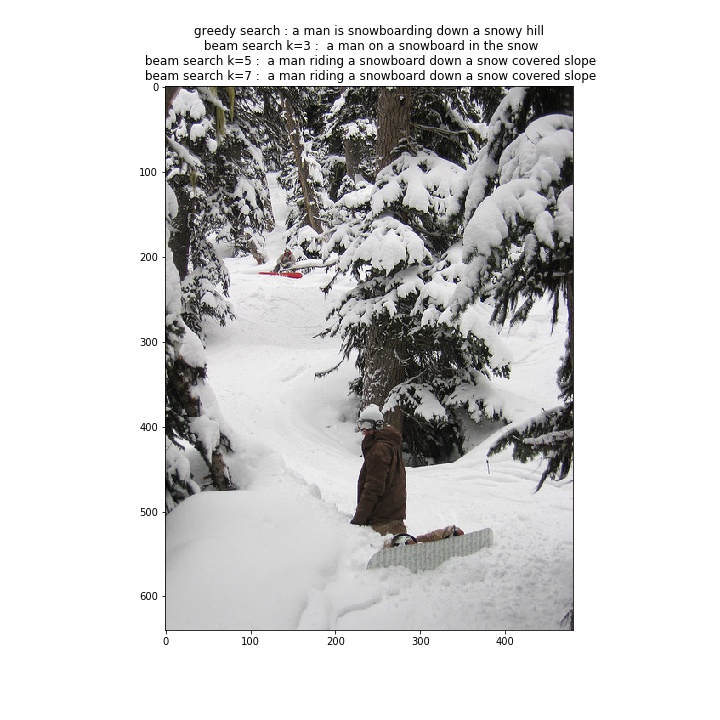 greedy search : a man is snowboarding down a snowy hill
beam search k=3 :  a man on a snowboard in the snow
beam search k=5 :  a man riding a snowboard down a snow covered slope
beam search k=7 :  a man riding a snowboard down a snow covered slope
0
100
200
300
400
500
600
0 100 200 300 400